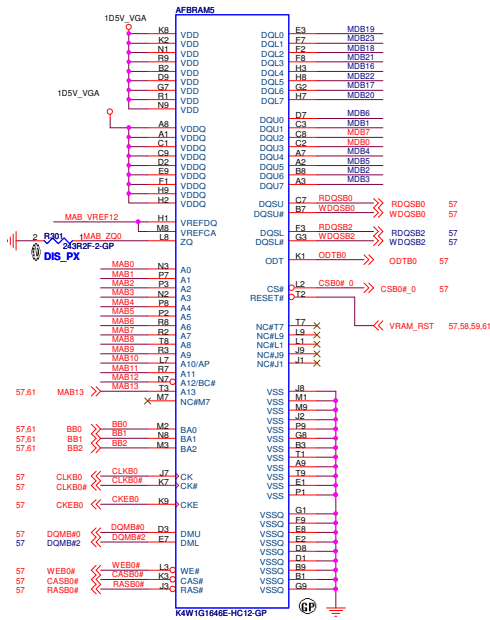 AFBRAM5
1D5V_VGA
K8 VDD E3 DQL0 MDB19
K2 VDD F7 DQL1 MDB23
N1 VDD F2 DQL2 MDB18
R9 VDD F8 DQL3 MDB21
B2 VDD H3 DQL4 MDB16
D9 VDD H8 DQL5 MDB22
G7 VDD G2 DQL6 MDB17
R1 VDD H7 DQL7 MDB20
N9 VDD
1D5V_VGA
A8 VDDQ D7 DQU0 MDB6
A1 VDDQ C3 DQU1 MDB1
C1 VDDQ C8 DQU2 MDB7
C9 VDDQ C2 DQU3 MDB0
D2 VDDQ A7 DQU4 MDB4
E9 VDDQ A2 DQU5 MDB5
F1 VDDQ B8 DQU6 MDB2
H9 VDDQ A3 DQU7 MDB3
H2 VDDQ
DQSU C7 RDQSB0 RDQSB0 57
DQSU# B7 WDQSB0 WDQSB0 57
MAB_VREF12 H1 VREFDQ
M8 VREFCA
DQSL F3 RDQSB2 RDQSB2 57
DQSL# G3 WDQSB2 WDQSB2 57
2 R301 1 MAB_ZQ0 L8 ZQ
243R2F-2-GP
DIS_PX
ODT K1 ODTB0 ODTB0 57
MAB0 N3 A0
MAB1 P7 A1
MAB2 P3 A2
MAB3 N2 A3
MAB4 P8 A4
MAB5 P2 A5
MAB6 R8 A6
MAB7 R2 A7
MAB8 T8 A8
MAB9 R3 A9
MAB10 L7 A10/AP
MAB11 R7 A11
MAB12 N7 A12/BC#
57,61 MAB13 MAB13 T3 A13
M7 NC#M7
CS# L2 CSB0#_0 CSB0#_0 57
RESET# T2
VRAM_RST 57,58,59,61
NC#T7 T7
NC#L9 L9
NC#L1 L1
NC#J9 J9
NC#J1 J1
57,61 BB0 BB0 M2 BA0
57,61 BB1 BB1 N8 BA1
57,61 BB2 BB2 M3 BA2
VSS J8
VSS M1
VSS M9
VSS J2
VSS P9
VSS G8
VSS B3
VSS T1
VSS A9
VSS T9
VSS E1
VSS P1
57 CLKB0 CLKB0 J7 CK
57 CLKB0# CLKB0# K7 CK#
57 CKEB0 CKEB0 K9 CKE
57 DQMB#0 DQMB#0 D3 DMU
57 DQMB#2 DQMB#2 E7 DML
VSSQ G1
VSSQ F9
VSSQ E8
VSSQ E2
VSSQ D8
VSSQ D1
VSSQ B9
VSSQ B1
VSSQ G9
57 WEB0# WEB0# L3 WE#
57 CASB0# CASB0# K3 CAS#
57 RASB0# RASB0# J3 RAS#
K4W1G1646E-HC12-GP
GP